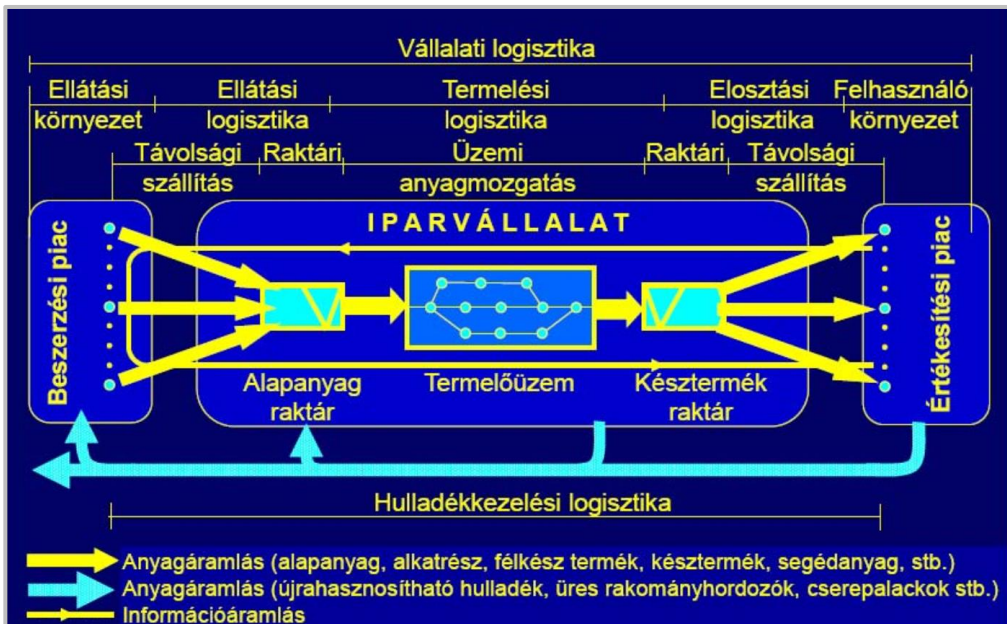 Vállalati logisztika
Ellátási környezet
Ellátási logisztika
Termelési logisztika
Elosztási logisztika
Felhasználó környezet
Távolsági szállítás
Raktári
Üzemi anyagmozgatás
Raktári
Távolsági szállítás
IPARVÁLLALAT
Beszerzési piac
Értékesítési piac
Alapanyag raktár
Termelőüzem
Késztermék raktár
Hulladékkezelési logisztika
Anyagáramlás (alapanyag, alkatrész, félkész termék, késztermék, segédanyag, stb.)
Anyagáramlás (újrahasznosítható hulladék, üres rakományhordozók, cserepalackok stb.)
Információáramlás